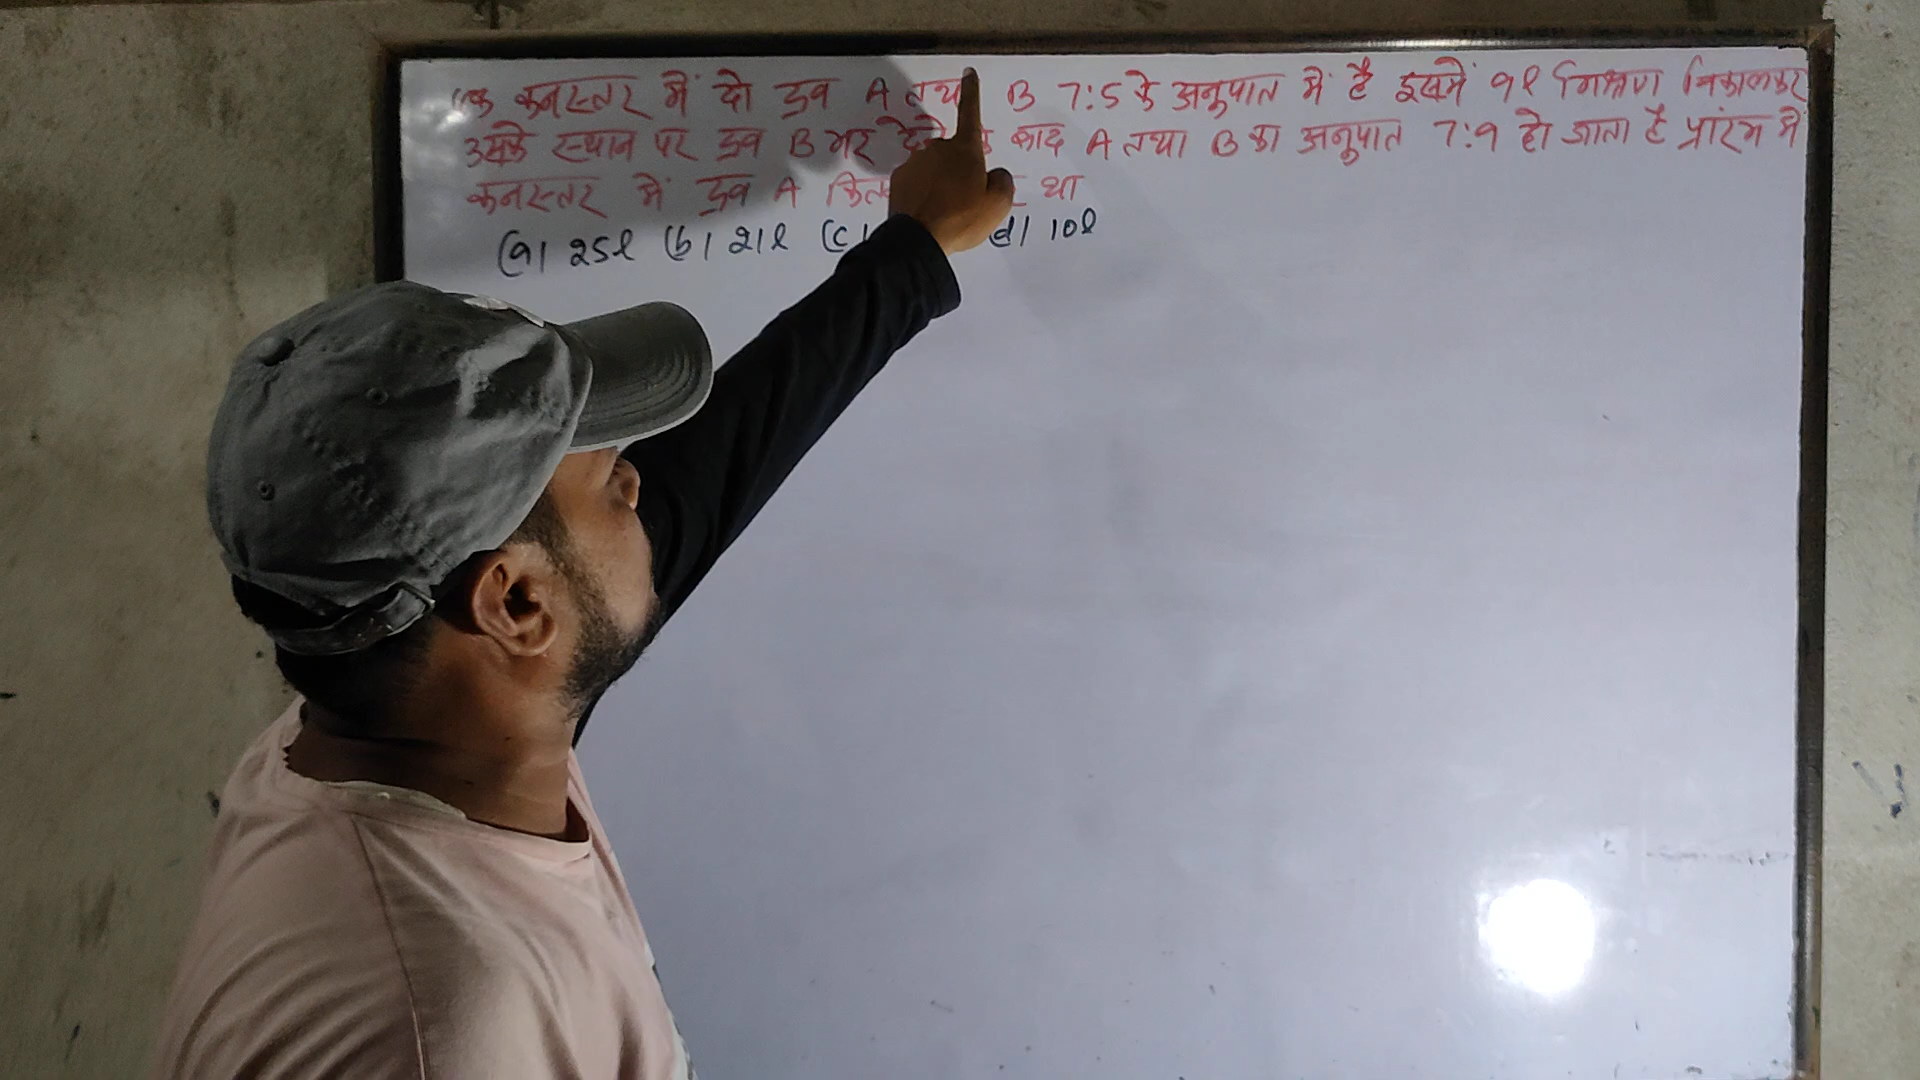 एक कनस्तर में दो द्रव A तथा B 7:5 के अनुपात में है इसमें 9l मिश्रण निकालकर
उसके स्थान पर द्रव B भर देने के बाद A तथा B का अनुपात 7:9 हो जाता है प्रारंभ में
कनस्तर में द्रव A था
(a) 25l (b) 21l (c) (d) 10l